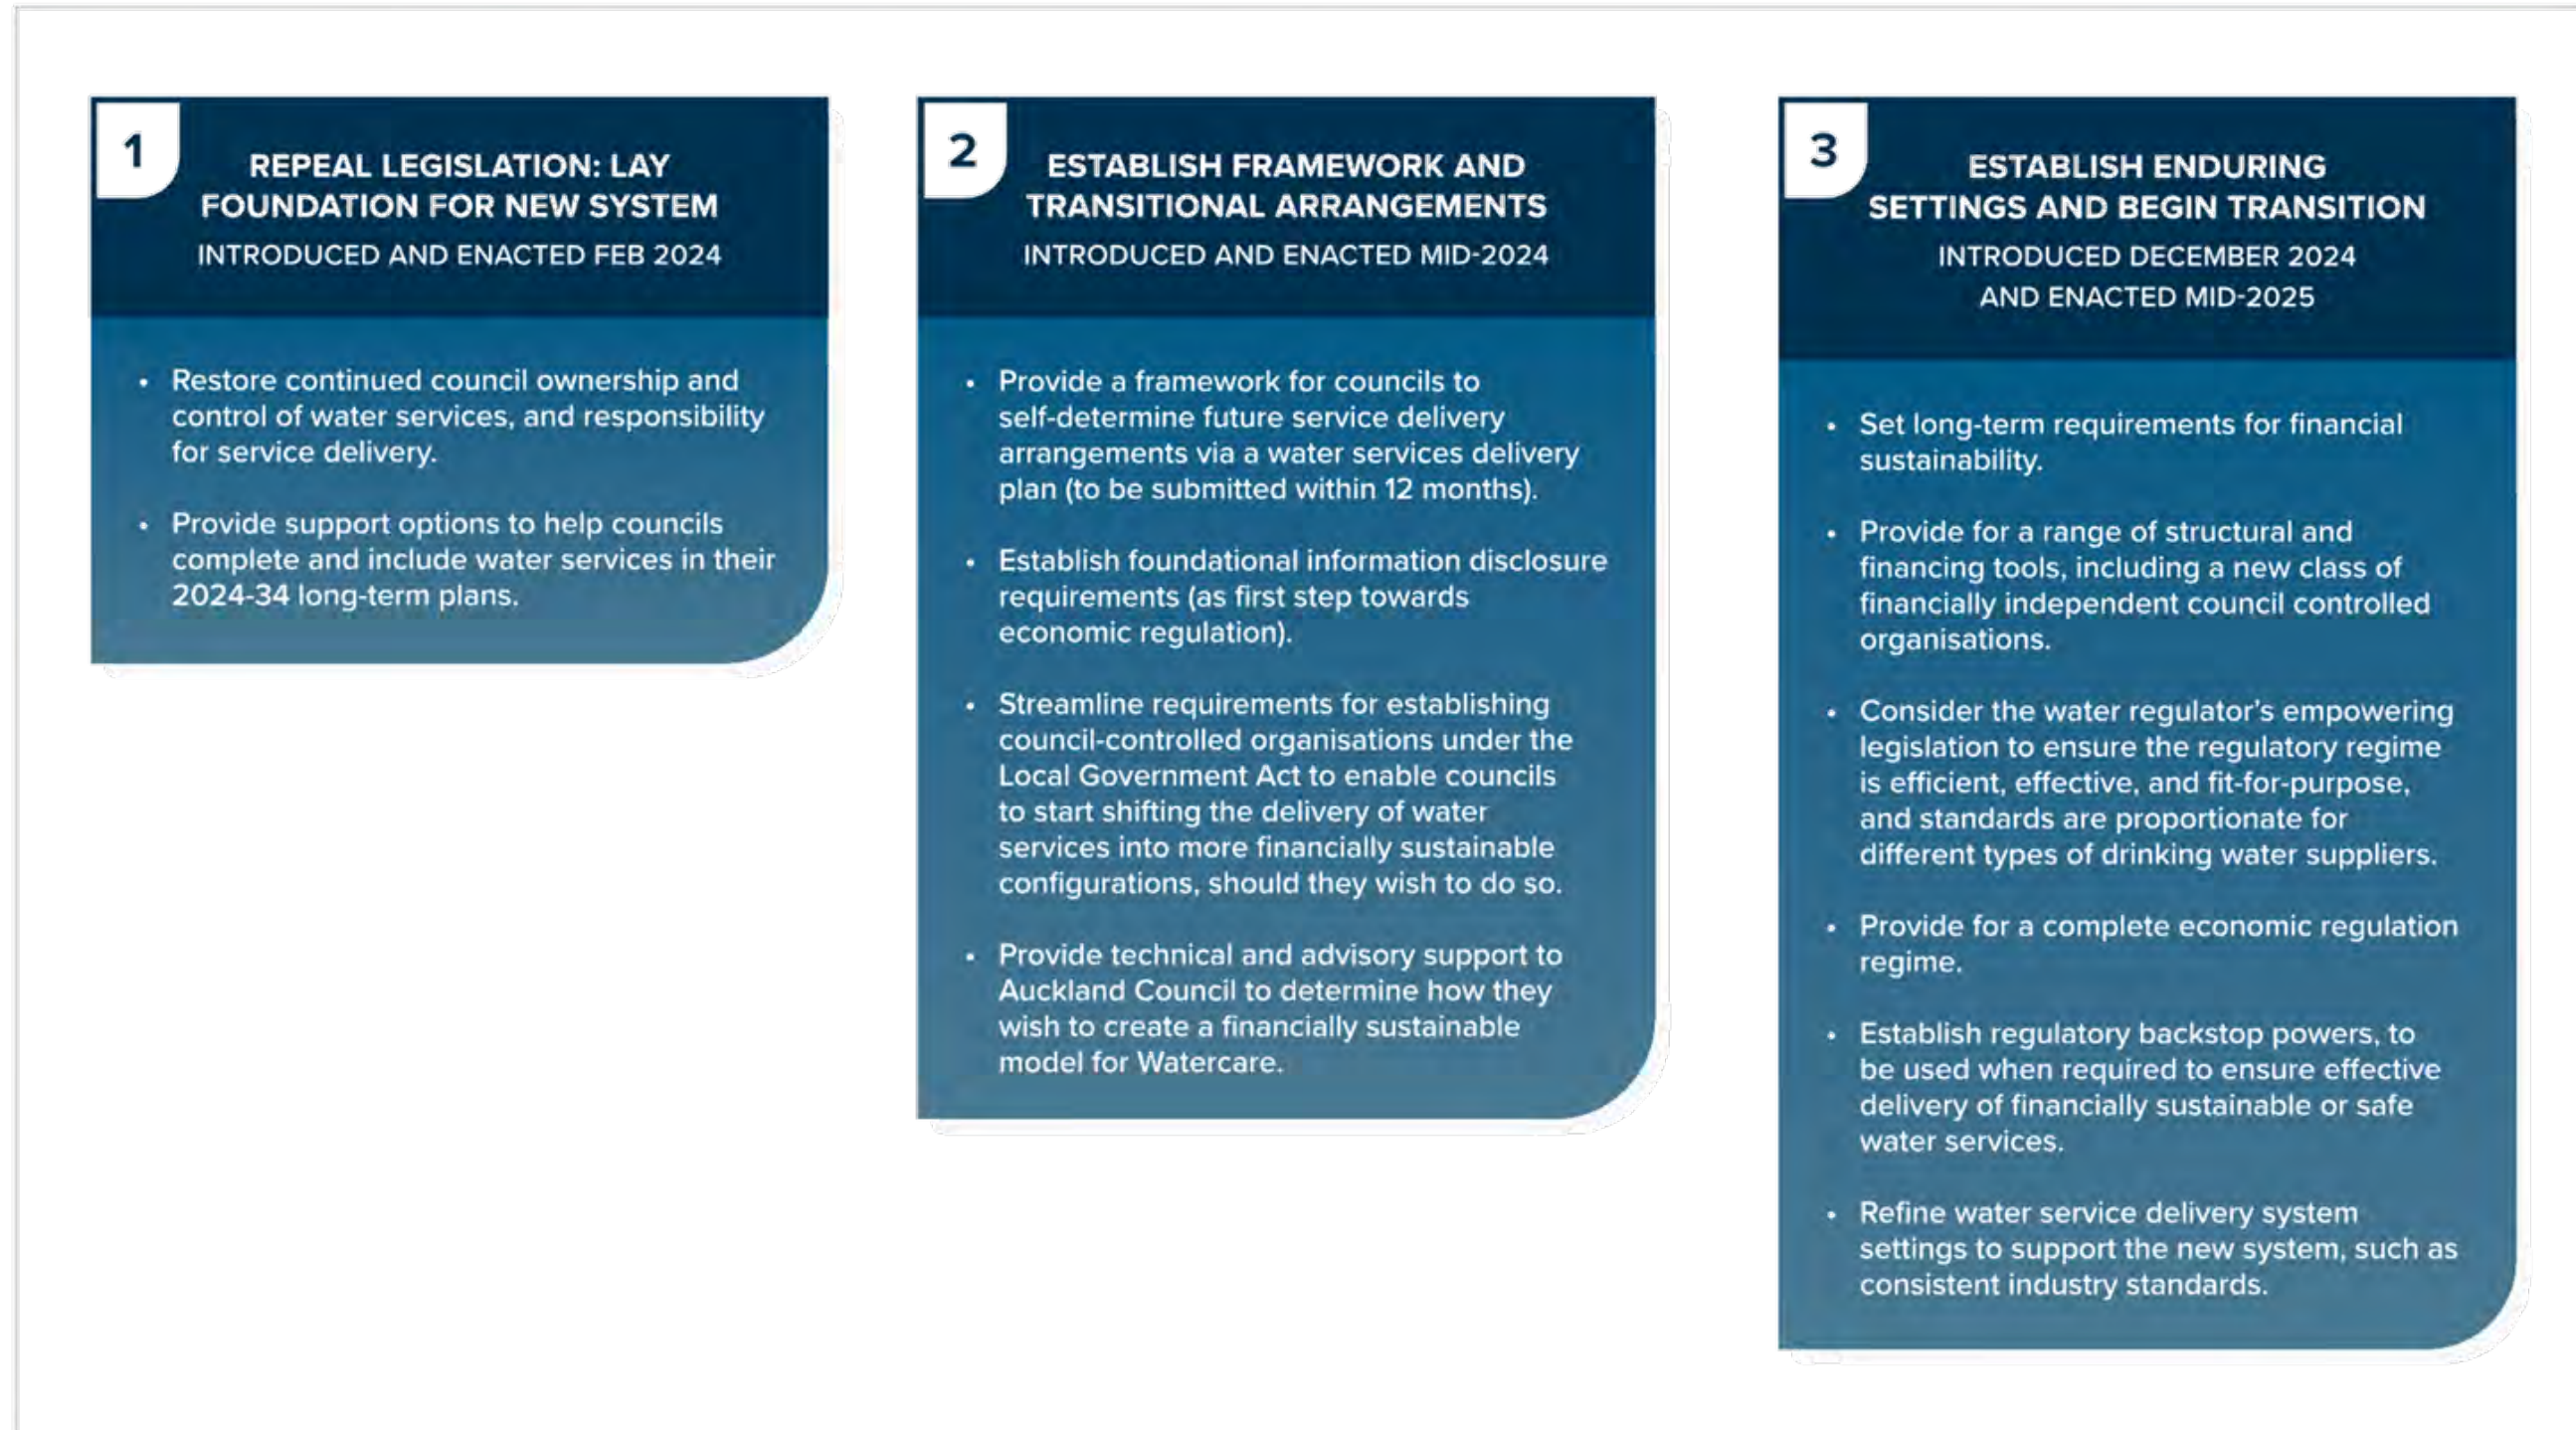 1
REPEAL LEGISLATION: LAY
FOUNDATION FOR NEW SYSTEM
INTRODUCED AND ENACTED FEB 2024
• Restore continued council ownership and
control of water services, and responsibility
for service delivery.
• Provide support options to help councils
complete and include water services in their
2024-34 long-term plans.
2
ESTABLISH FRAMEWORK AND
TRANSITIONAL ARRANGEMENTS
INTRODUCED AND ENACTED MID-2024
• Provide a framework for councils to
self-determine future service delivery
arrangements via a water services delivery
plan (to be submitted within 12 months).
• Establish foundational information disclosure
requirements (as first step towards
economic regulation).
• Streamline requirements for establishing
council-controlled organisations under the
Local Government Act to enable councils
to start shifting the delivery of water
services into more financially sustainable
configurations, should they wish to do so.
• Provide technical and advisory support to
Auckland Council to determine how they
wish to create a financially sustainable
model for Watercare.
3
ESTABLISH ENDURING
SETTINGS AND BEGIN TRANSITION
INTRODUCED DECEMBER 2024
AND ENACTED MID-2025
• Set long-term requirements for financial
sustainability.
• Provide for a range of structural and
financing tools, including a new class of
financially independent council controlled
organisations.
• Consider the water regulator's empowering
legislation to ensure the regulatory regime
is efficient, effective, and fit-for-purpose,
and standards are proportionate for
different types of drinking water suppliers.
• Provide for a complete economic regulation
regime.
• Establish regulatory backstop powers, to
be used when required to ensure effective
delivery of financially sustainable or safe
water services.
• Refine water service delivery system
settings to support the new system, such as
consistent industry standards.